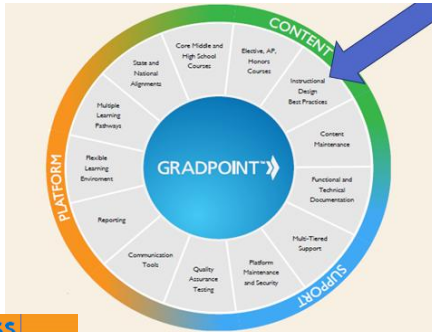 CONTENT
Core Middle and
High School
Courses
Elective, AP,
Honors
Courses
Instructional
Design
Best Practices
Content
Maintenance
Functional and
Technical
Documentation
Multi-Tiered
Support
Platform
Maintenance
and Security
Quality
Assurance
Testing
Communication
Tools
Reporting
Flexible
Learning
Enviroment
Multiple
Learning
Pathways
State and
National
Alignments
GRADPOINT™
PLATFORM
SUPPORT